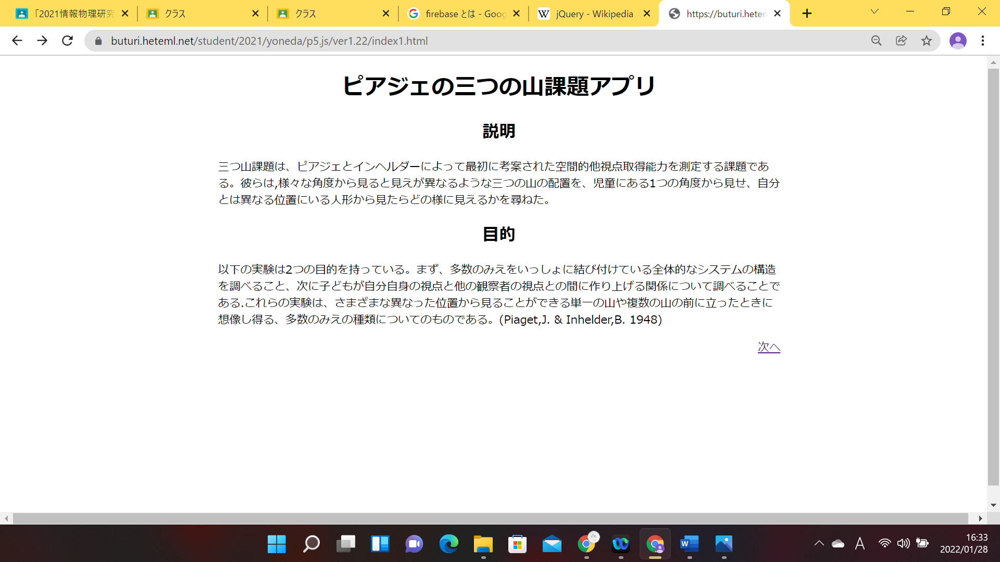 「2021情報物理研究
クラス
クラス
firebase とは - Goog
jQuery - Wikipedia
https://buturi.heten
buturi.heteml.net/student/2021/yoneda/p5.js/ver1.22/index1.html
ピアジェの三つの山課題アプリ
説明
三つ山課題は、ピアジェとインヘルダーによって最初に考案された空間的他視点取得能力を測定する課題であ
る。彼らは,様々な角度から見ると見えが異なるような三つの山の配置を、児童にある1つの角度から見せ、自分
とは異なる位置にいる人形から見たらどの様に見えるかを尋ねた。
目的
以下の実験は2つの目的を持っている。まず、多数のみえをいっしょに結び付けている全体的なシステムの構造
を調べること、次に子どもが自分自身の視点と他の観察者の視点との間に作り上げる関係について調べることで
ある.これらの実験は、さまざまな異なった位置から見ることができる単一の山や複数の山の前に立ったときに
想像し得る、多数のみえの種類についてのものである。(Piaget,J. & Inhelder,B. 1948)
次へ
A
16:33
2022/01/28